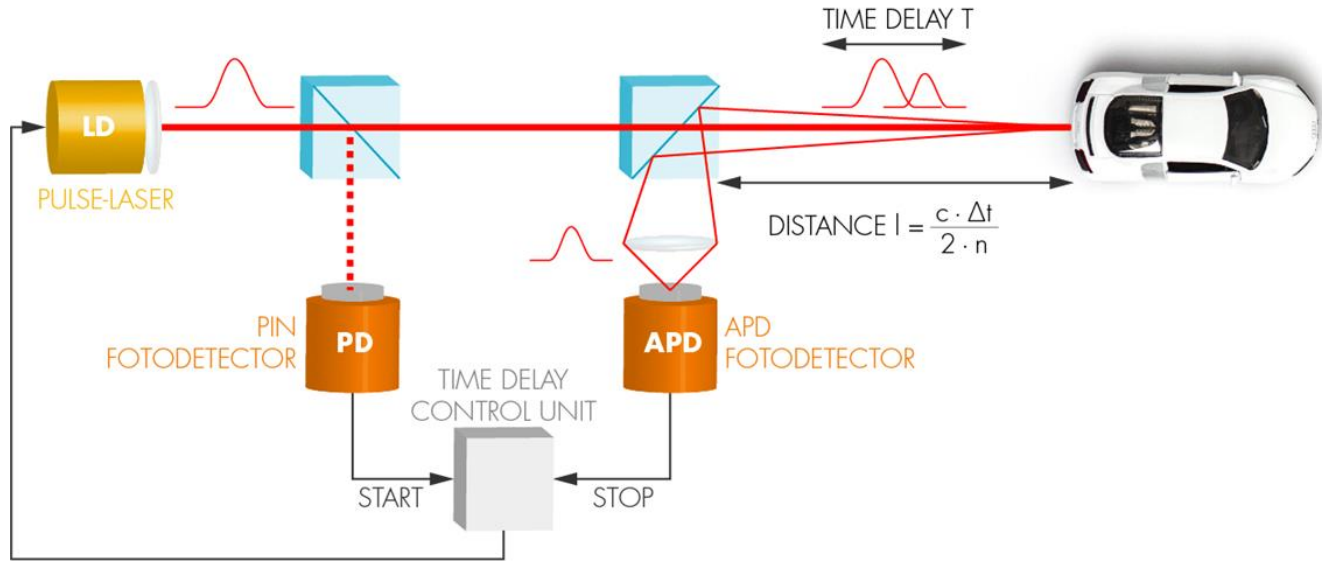 TIME DELAY T
LD
PULSE-LASER
DISTANCE l = c · Δt / 2 · n
PIN
FOTODETECTOR
PD
APD
APD
FOTODETECTOR
TIME DELAY
CONTROL UNIT
START
STOP